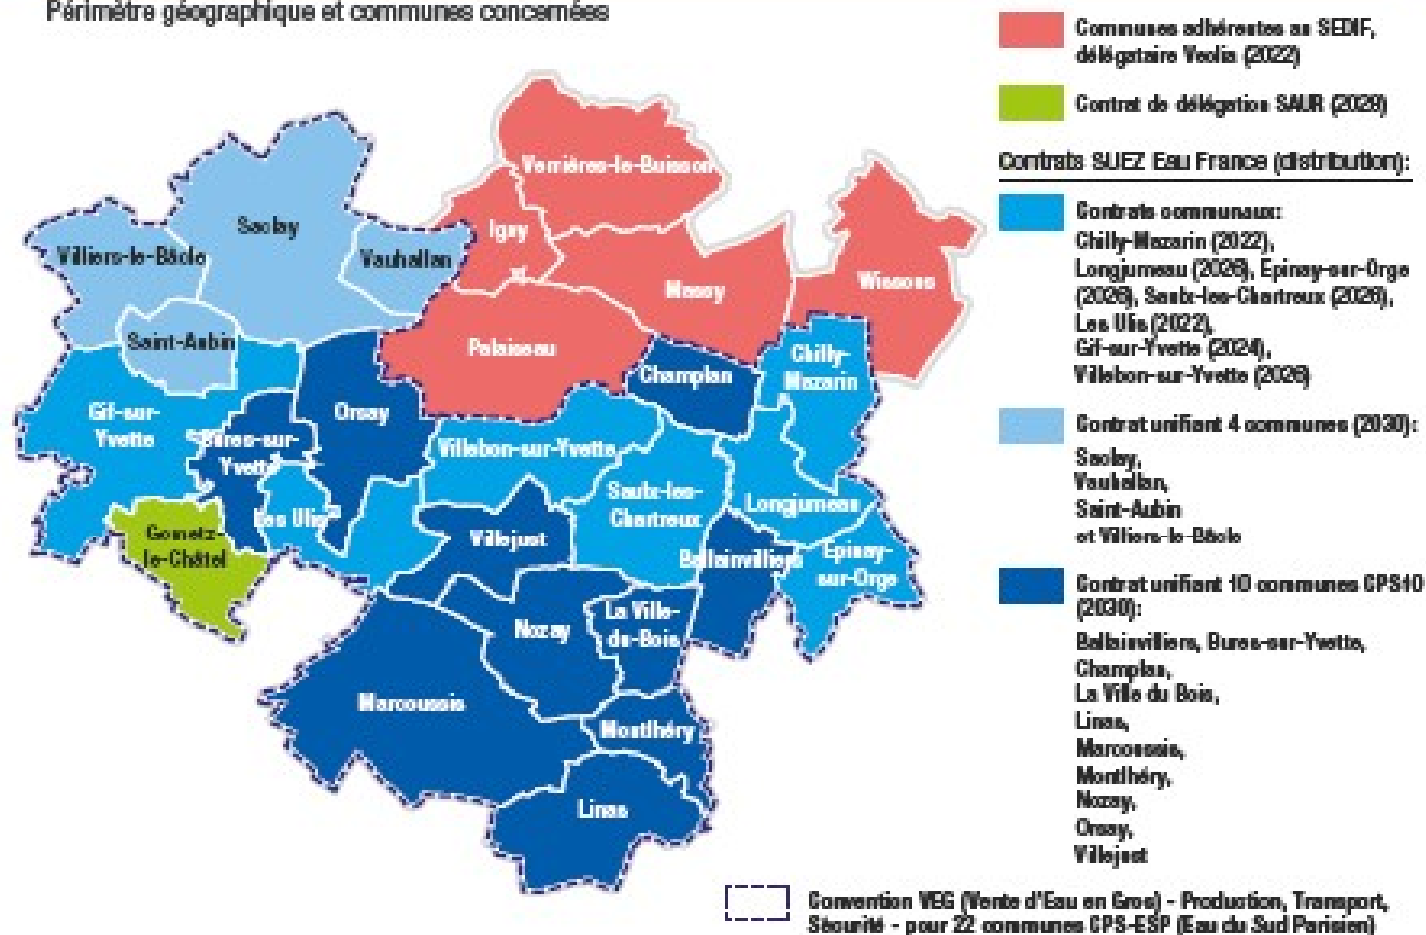 Périmètre géographique et communes concernées
Communes adhérentes au SEDIF,
délégataire Veolia (2022)
Contrat de délégation SAUR (2029)
Contrats SUEZ Eau France (distribution):
Contrats communaux:
Chilly-Mazarin (2022),
Longjumeau (2026), Epinay-sur-Orge
(2026), Saulx-les-Chartreux (2026),
Les Ulis (2022),
Gif-sur-Yvette (2024),
Villebon-sur-Yvette (2026)
Contrat unifiant 4 communes (2030):
Saclay,
Vauhallan,
Saint-Aubin
et Villiers-le-Bâcle
Contrat unifiant 10 communes CPS10
(2030):
Ballainvilliers, Bures-sur-Yvette,
Champlan,
La Ville du Bois,
Linas,
Marcoussis,
Montlhéry,
Nozay,
Orsay,
Villejust
Verrières-le-Buisson
Igny
Saclay
Villiers-le-Bâcle
Vauhallan
Massy
Wissous
Saint-Aubin
Palaiseau
Champlan
Chilly-
Mazarin
Gif-sur-
Yvette
Orsay
Bures-sur-
Yvette
Villebon-sur-Yvette
Saulx-les-
Chartreux
Longjumeau
Les Ulis
Gometz-
le-Châtel
Villejust
Ballainvilliers
Epinay-
sur-Orge
Nozay
La Ville-
du-Bois
Marcoussis
Montlhéry
Linas
Convention VEG (Vente d'Eau en Gros) - Production, Transport,
Sécurité - pour 22 communes CPS-ESP (Eau du Sud Parisien)